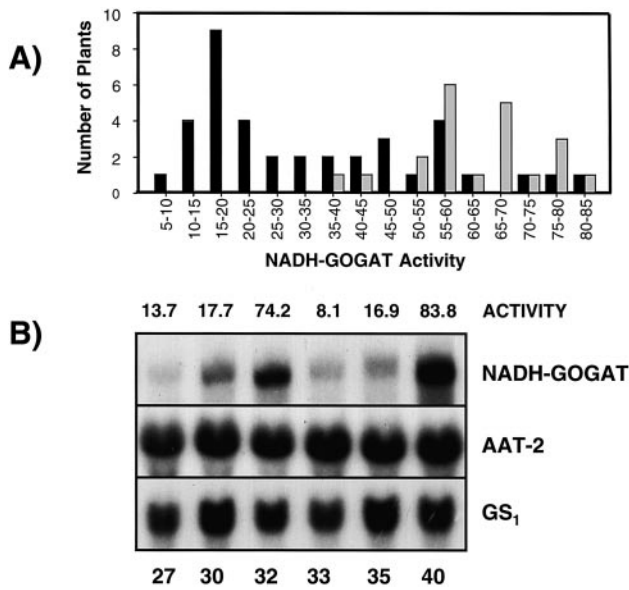 A)
Number of Plants
10
8
6
4
2
0
5-10 10-15 15-20 20-25 25-30 30-35 35-40 40-45 45-50 50-55 55-60 60-65 65-70 70-75 75-80 80-85
NADH-GOGAT Activity
13.7 17.7 74.2 8.1 16.9 83.8 ACTIVITY
B)
NADH-GOGAT
AAT-2
GS₁
27 30 32 33 35 40